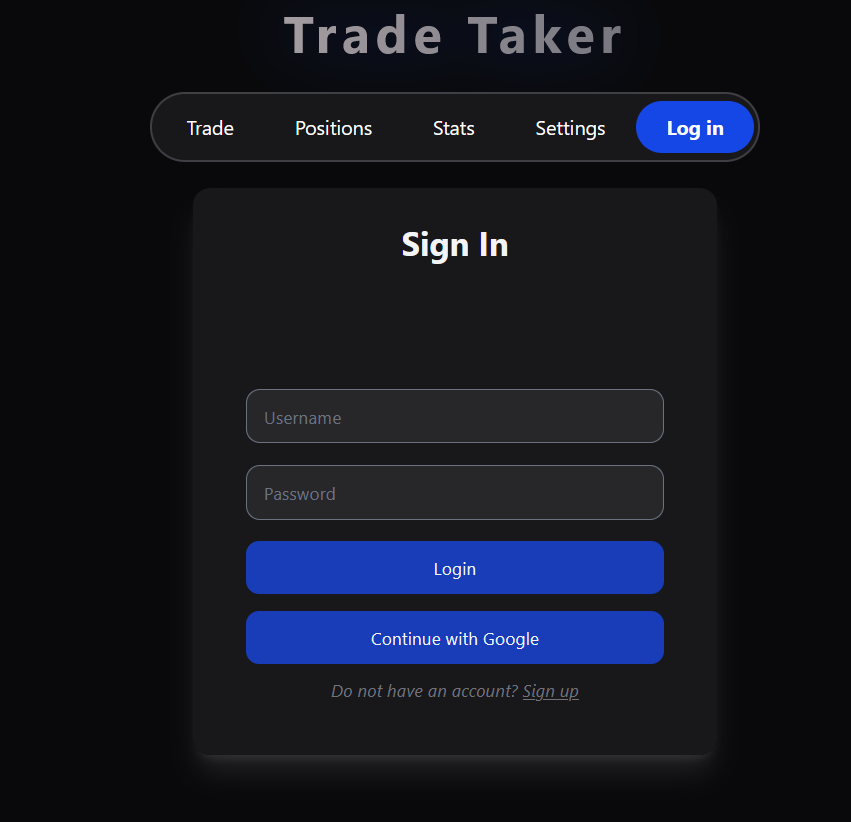 Trade Taker
Trade Positions Stats Settings Log in
Sign In
Username
Password
Login
Continue with Google
Do not have an account? Sign up